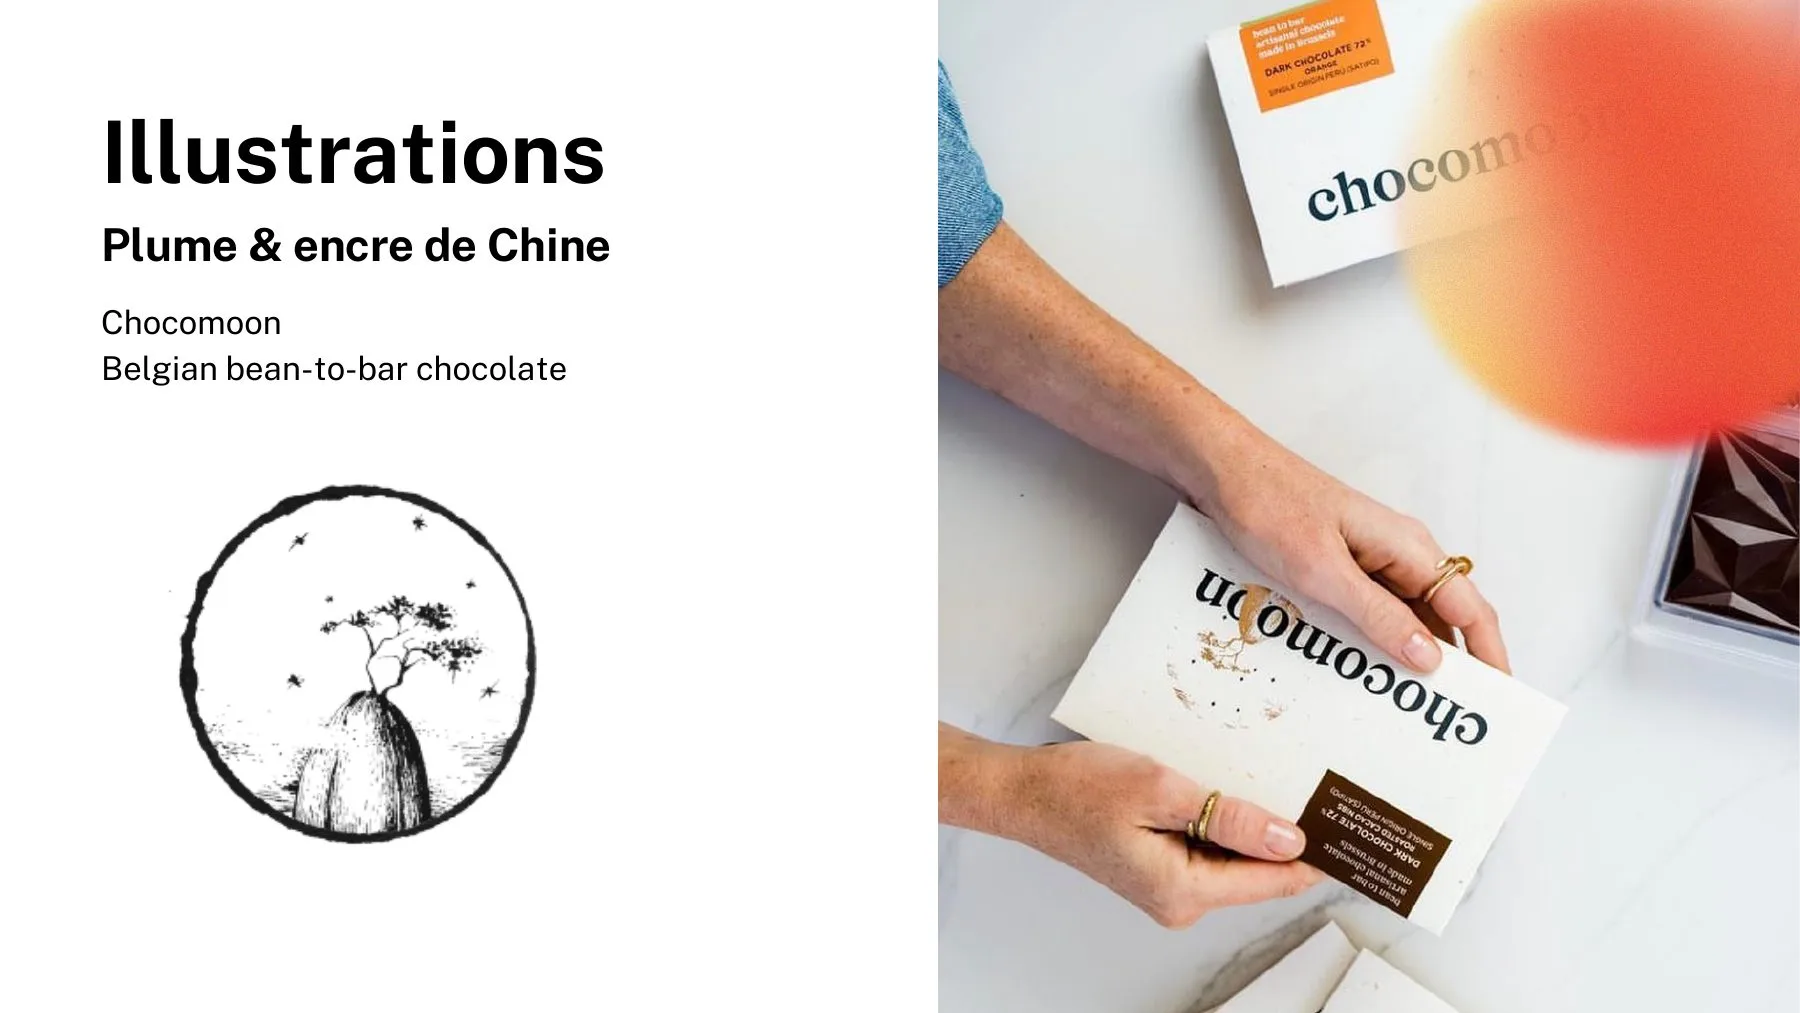 Illustrations
Plume & encre de Chine
Chocomoon
Belgian bean-to-bar chocolate
bean to bar
artisanal chocolate
made in Brussels
DARK CHOCOLATE 72%
ORANGE
SINGLE ORIGIN PERU (SATIPO)
chocomoon
chocomoon
bean to bar
artisanal chocolate
made in Brussels
DARK CHOCOLATE 72%
ROASTED CACAO NIBS
SINGLE ORIGIN PERU (SATIPO)